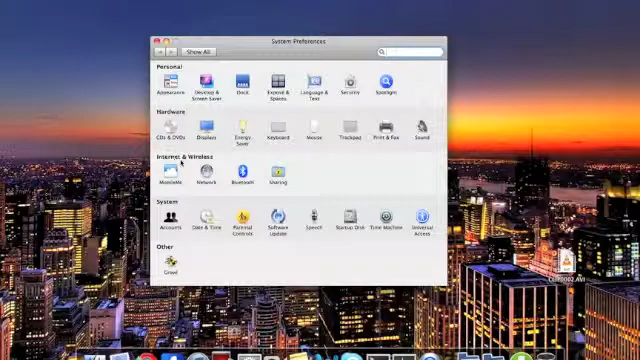 System Preferences
Show All
Personal
Appearance Desktop & Screen Saver Dock Exposé & Spaces Language & Text Security Spotlight
Hardware
CDs & DVDs Displays Energy Saver Keyboard Mouse Trackpad Print & Fax Sound
Internet & Wireless
MobileMe Network Bluetooth Sharing
System
Accounts Date & Time Parental Controls Software Update Speech Startup Disk Time Machine Universal Access
Other
Growl